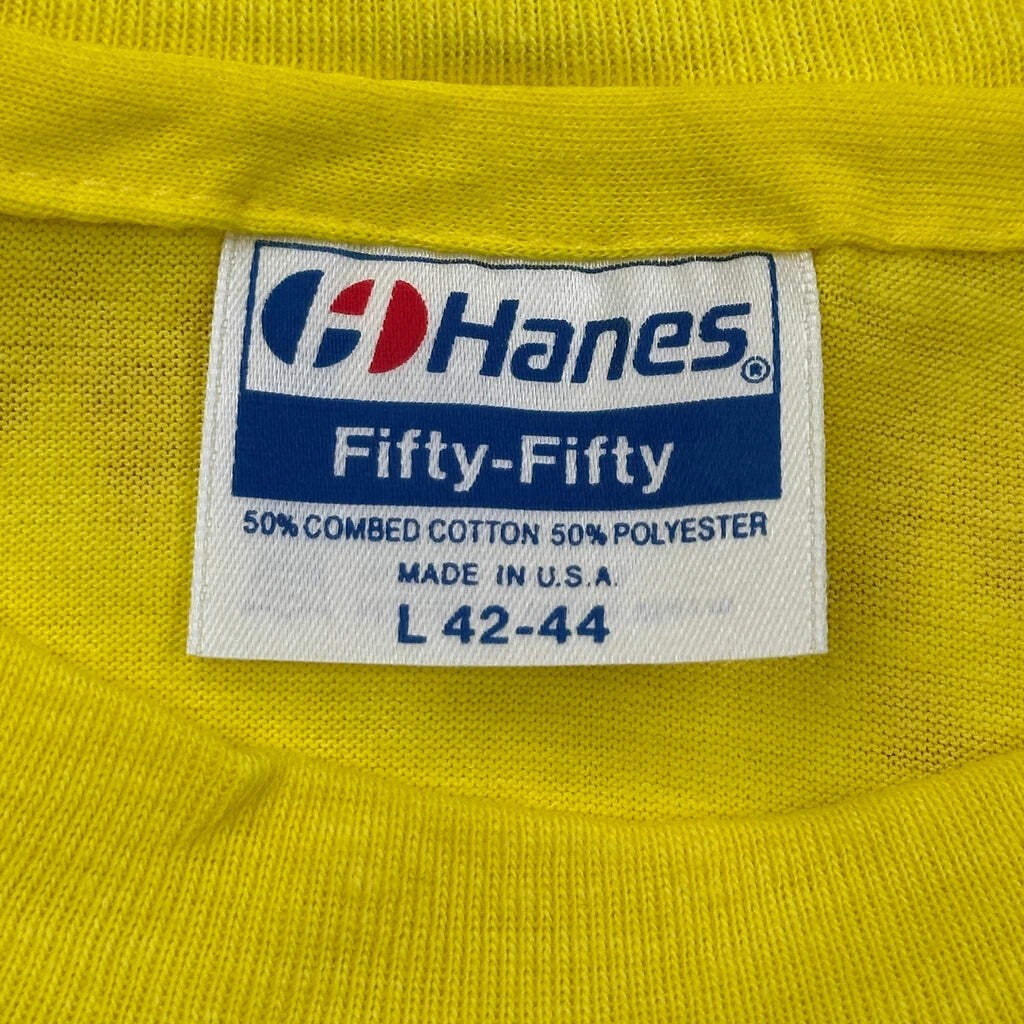 Hanes®
Fifty-Fifty
50% COMBED COTTON 50% POLYESTER
MADE IN U.S.A.
L 42-44